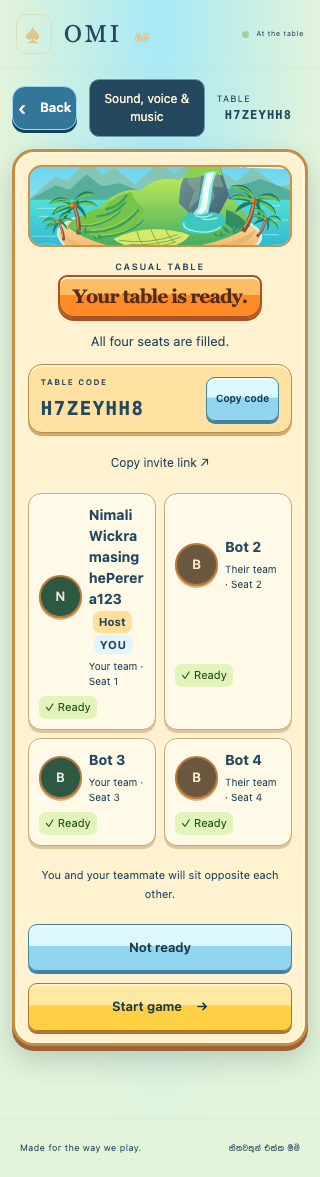 OMI ඔමි
At the table
‹ Back
Sound, voice &
music
TABLE
H7ZEYHH8
CASUAL TABLE
Your table is ready.
All four seats are filled.
TABLE CODE
H7ZEYHH8
Copy code
Copy invite link ↗
N
Nimali
Wickra
masing
hePerer
a123
Host
YOU
Your team ·
Seat 1
✓ Ready
B
Bot 2
Their team
· Seat 2
✓ Ready
B
Bot 3
Your team ·
Seat 3
✓ Ready
B
Bot 4
Their team
· Seat 4
✓ Ready
You and your teammate will sit opposite each
other.
Not ready
Start game →
Made for the way we play.
හිතවතුන් එක්ක ඔමි